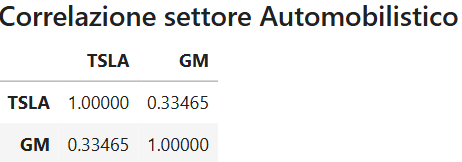 Correlazione settore Automobilistico
TSLA GM
TSLA 1.00000 0.33465
GM 0.33465 1.00000